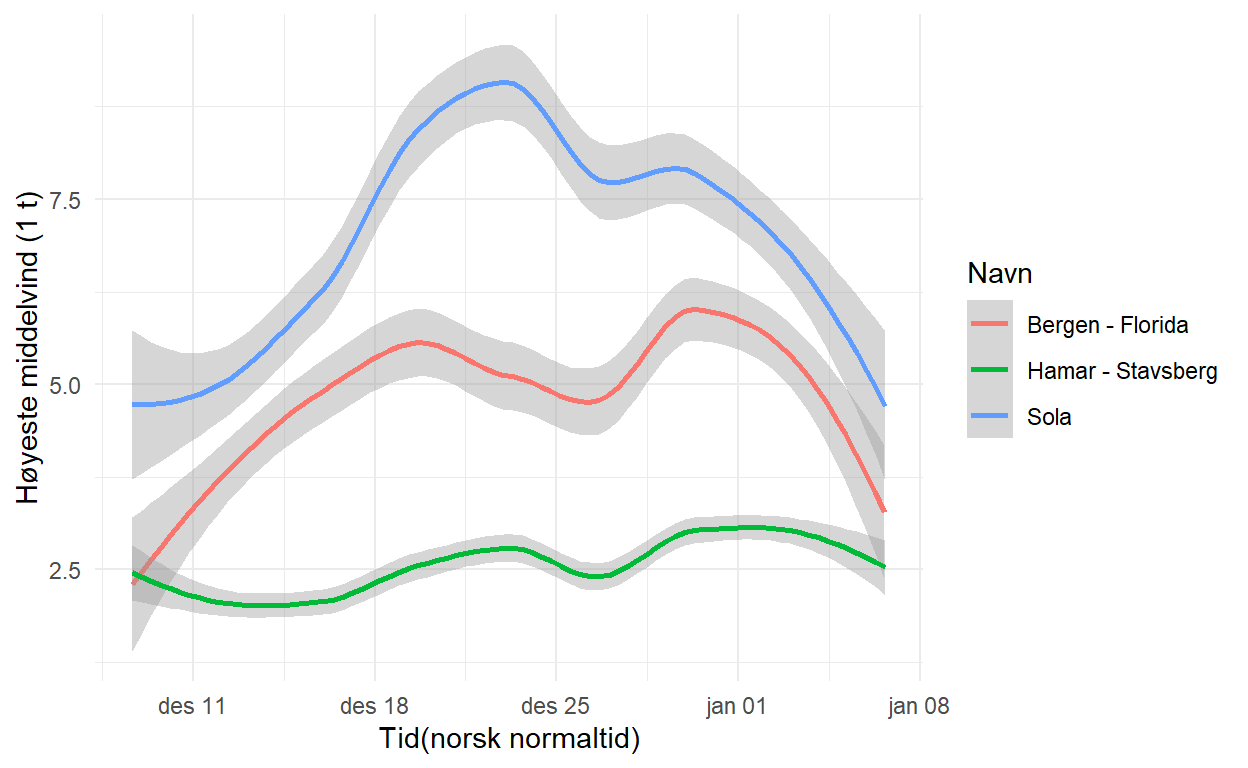 Høyeste middelvind (1 t)
7.5
5.0
2.5
des 11
des 18
des 25
jan 01
jan 08
Tid(norsk normaltid)
Navn
Bergen - Florida
Hamar - Stavsberg
Sola